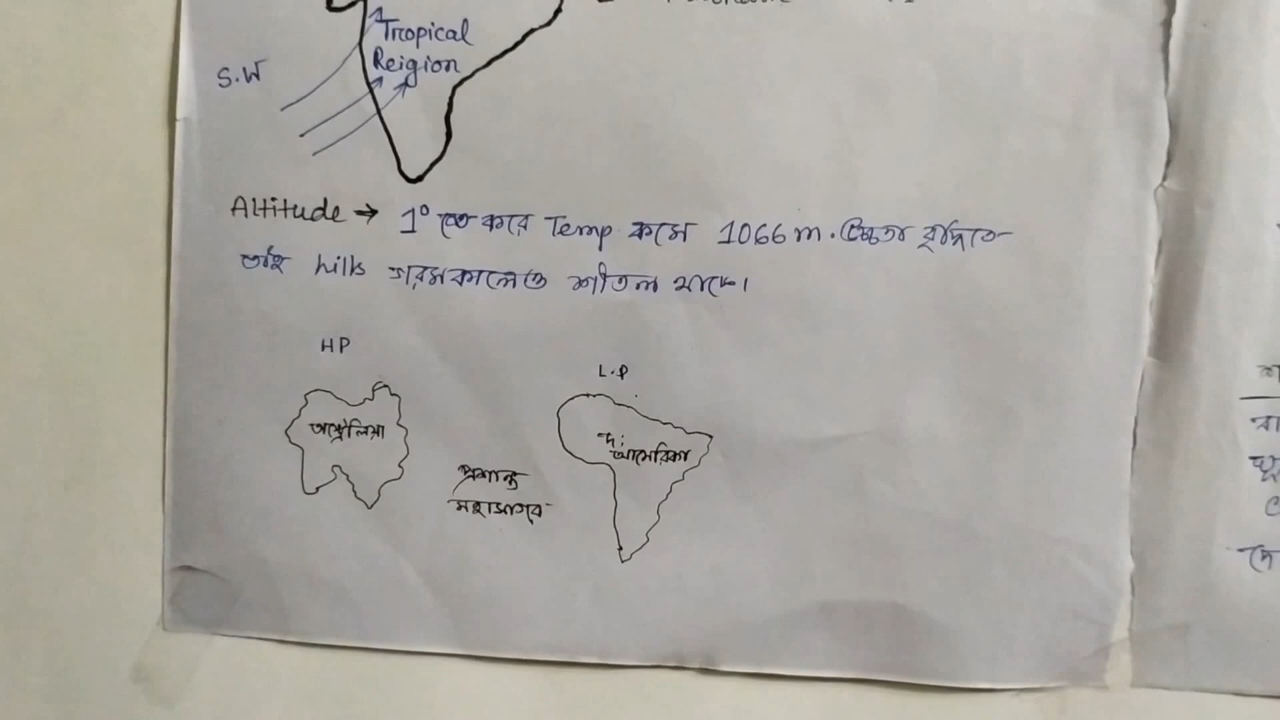 Tropical
Reigion
S.W
Altitude → 1° তে করে Temp কমে 1066 m. উচ্চতা বৃদ্ধিতে
তাই hills গরমকালেও শীতল থাকে।
HP
L.P
অস্ট্রেলিয়া
দ:
আমেরিকা
প্রশান্ত
মহাসাগর